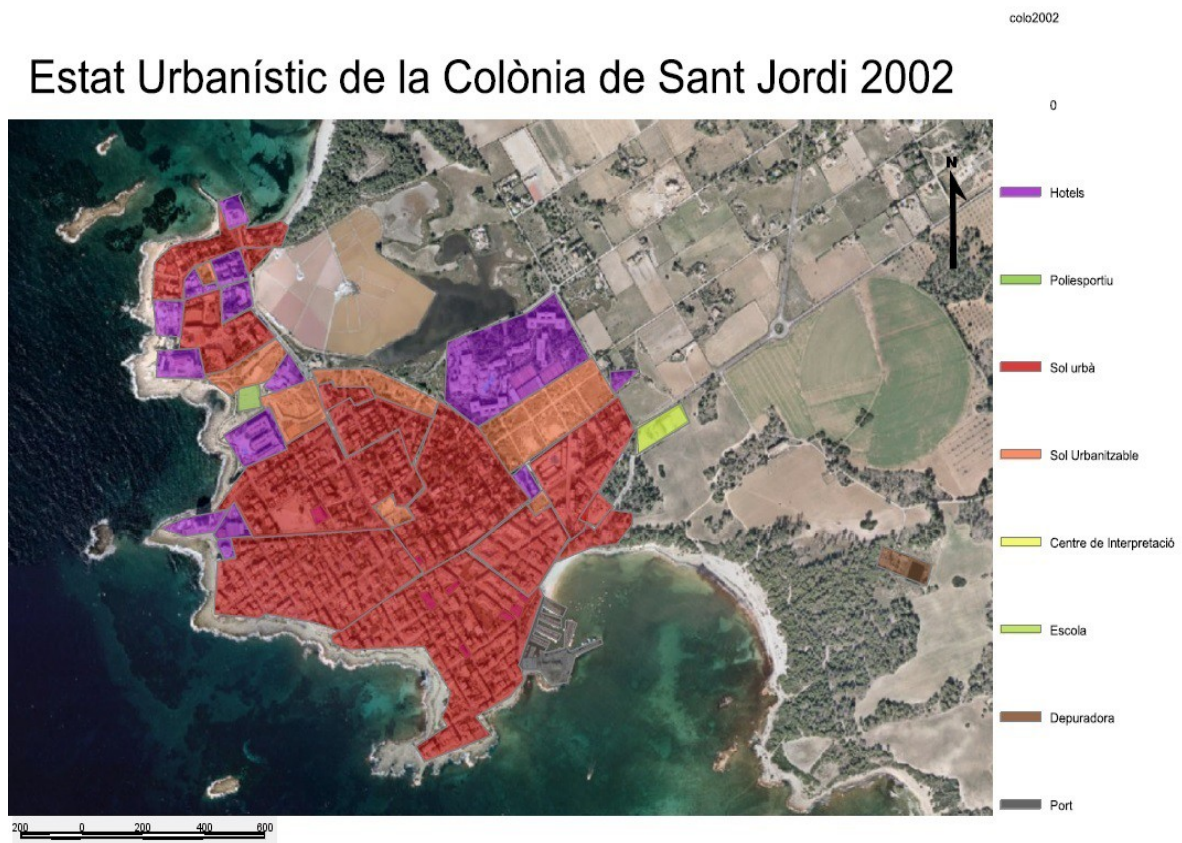 colo2002
Estat Urbanístic de la Colònia de Sant Jordi 2002
0
N
Hotels
Poliesportiu
Sol urbà
Sol Urbanitzable
Centre de Interpretació
Escola
Depuradora
Port
200 0 200 400 600